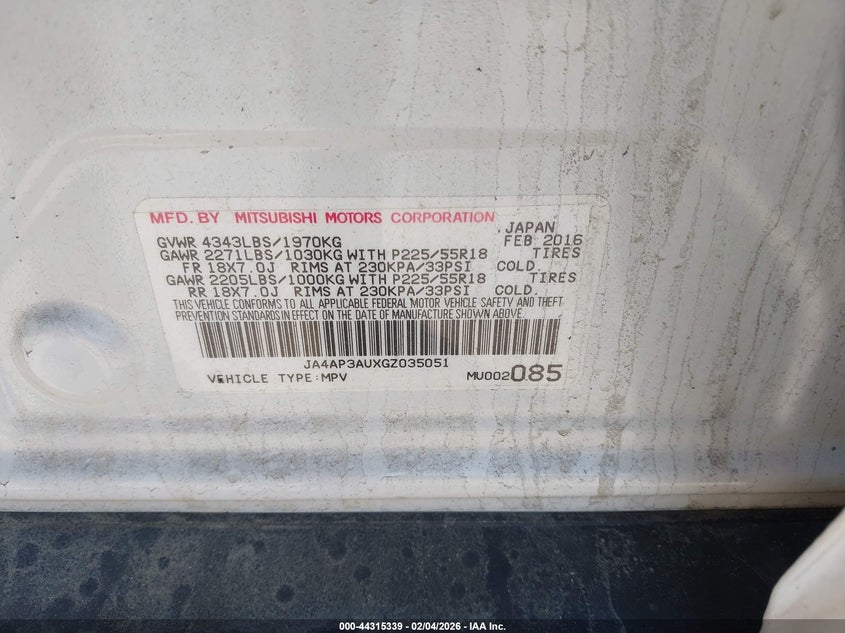 MFD. BY MITSUBISHI MOTORS CORPORATION JAPAN
GVWR 4343LBS/1970KG FEB 2016
GAWR 2271LBS/1030KG WITH P225/55R18 TIRES
FR 18X7.0J RIMS AT 230KPA/33PSI COLD.
GAWR 2205LBS/1000KG WITH P225/55R18 TIRES
RR 18X7.0J RIMS AT 230KPA/33PSI COLD.
THIS VEHICLE CONFORMS TO ALL APPLICABLE FEDERAL MOTOR VEHICLE SAFETY AND THEFT
PREVENTION STANDARDS IN EFFECT ON THE DATE OF MANUFACTURE SHOWN ABOVE.
JA4AP3AUXGZ035051
VEHICLE TYPE:MPV MU002085
000-44315339 - 02/04/2026 - IAA Inc.